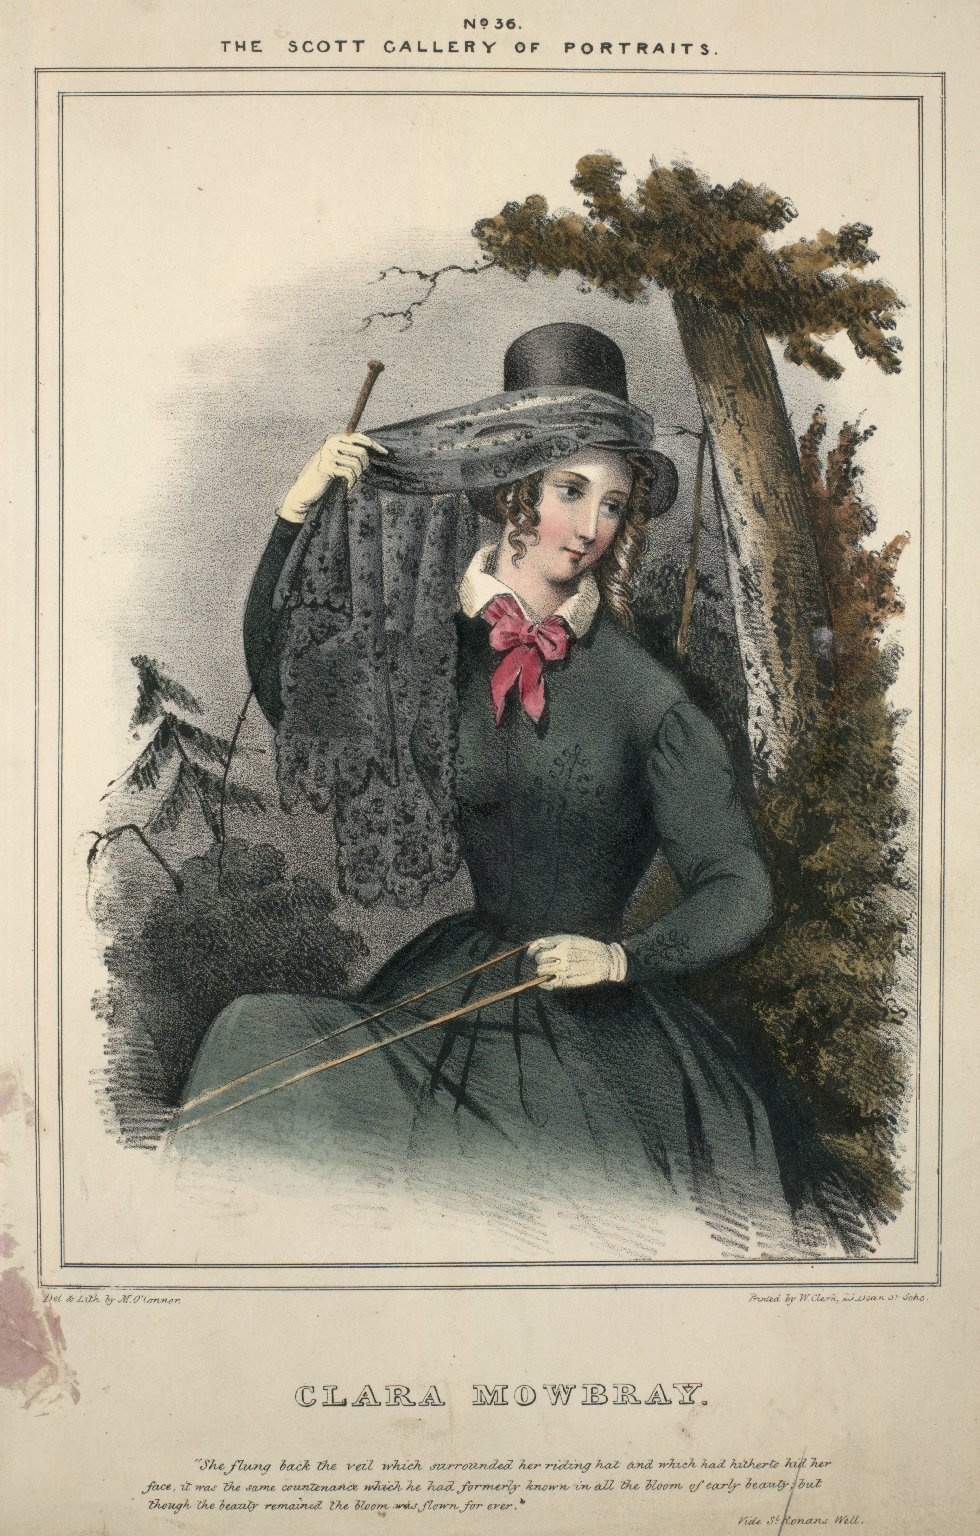 No 36.
THE SCOTT GALLERY OF PORTRAITS.
Del & Lith by M. O'Connor.
Printed by W. Clerk, Dean St Soho.
CLARA MOWBRAY.
"She flung back the veil which surrounded her riding hat and which had hitherto hid her
face, it was the same countenance which he had formerly known in all the bloom of early beauty; but
though the beauty remained the bloom was flown for ever."
Vide St Ronans Well.